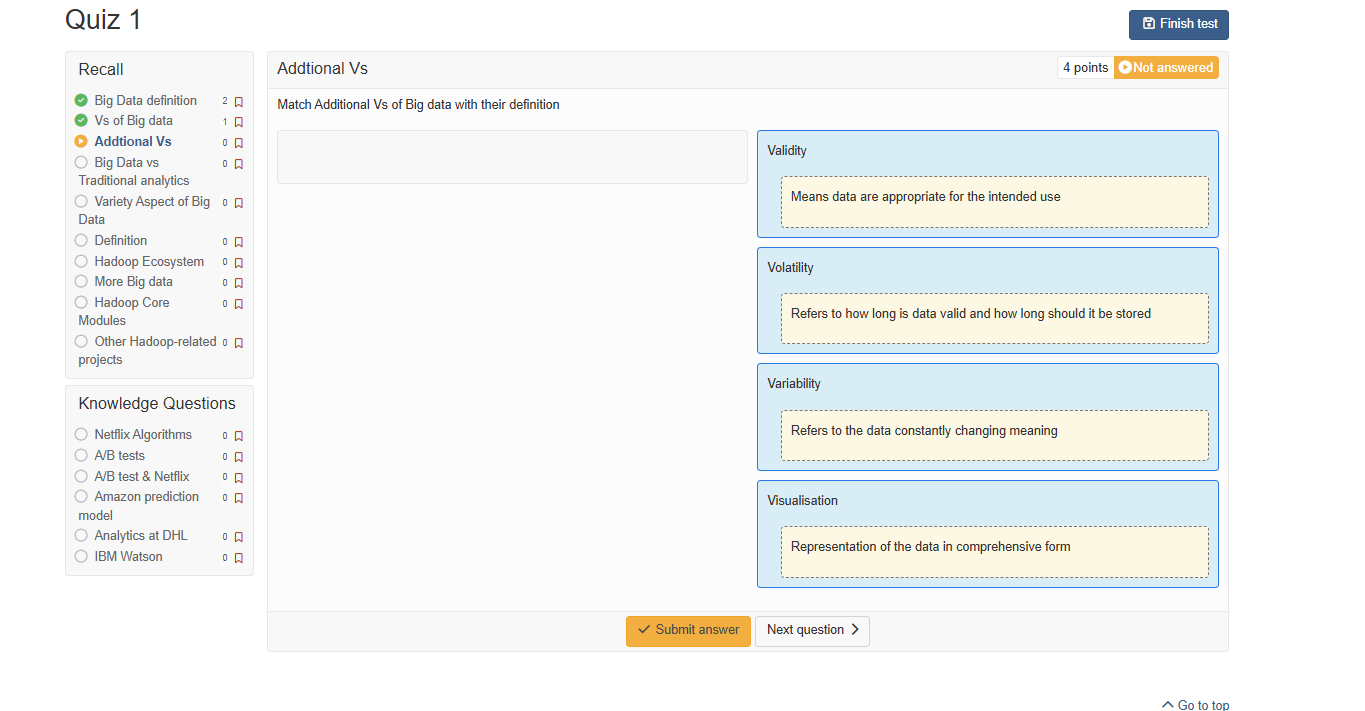 Quiz 1
Finish test
Recall
Big Data definition 2
Vs of Big data 1
Addtional Vs 0
Big Data vs 0
Traditional analytics
Variety Aspect of Big 0
Data
Definition 0
Hadoop Ecosystem 0
More Big data 0
Hadoop Core 0
Modules
Other Hadoop-related 0
projects
Knowledge Questions
Netflix Algorithms 0
A/B tests 0
A/B test & Netflix 0
Amazon prediction 0
model
Analytics at DHL 0
IBM Watson 0
Addtional Vs
4 points Not answered
Match Additional Vs of Big data with their definition
Validity
Means data are appropriate for the intended use
Volatility
Refers to how long is data valid and how long should it be stored
Variability
Refers to the data constantly changing meaning
Visualisation
Representation of the data in comprehensive form
Submit answer
Next question
Go to top